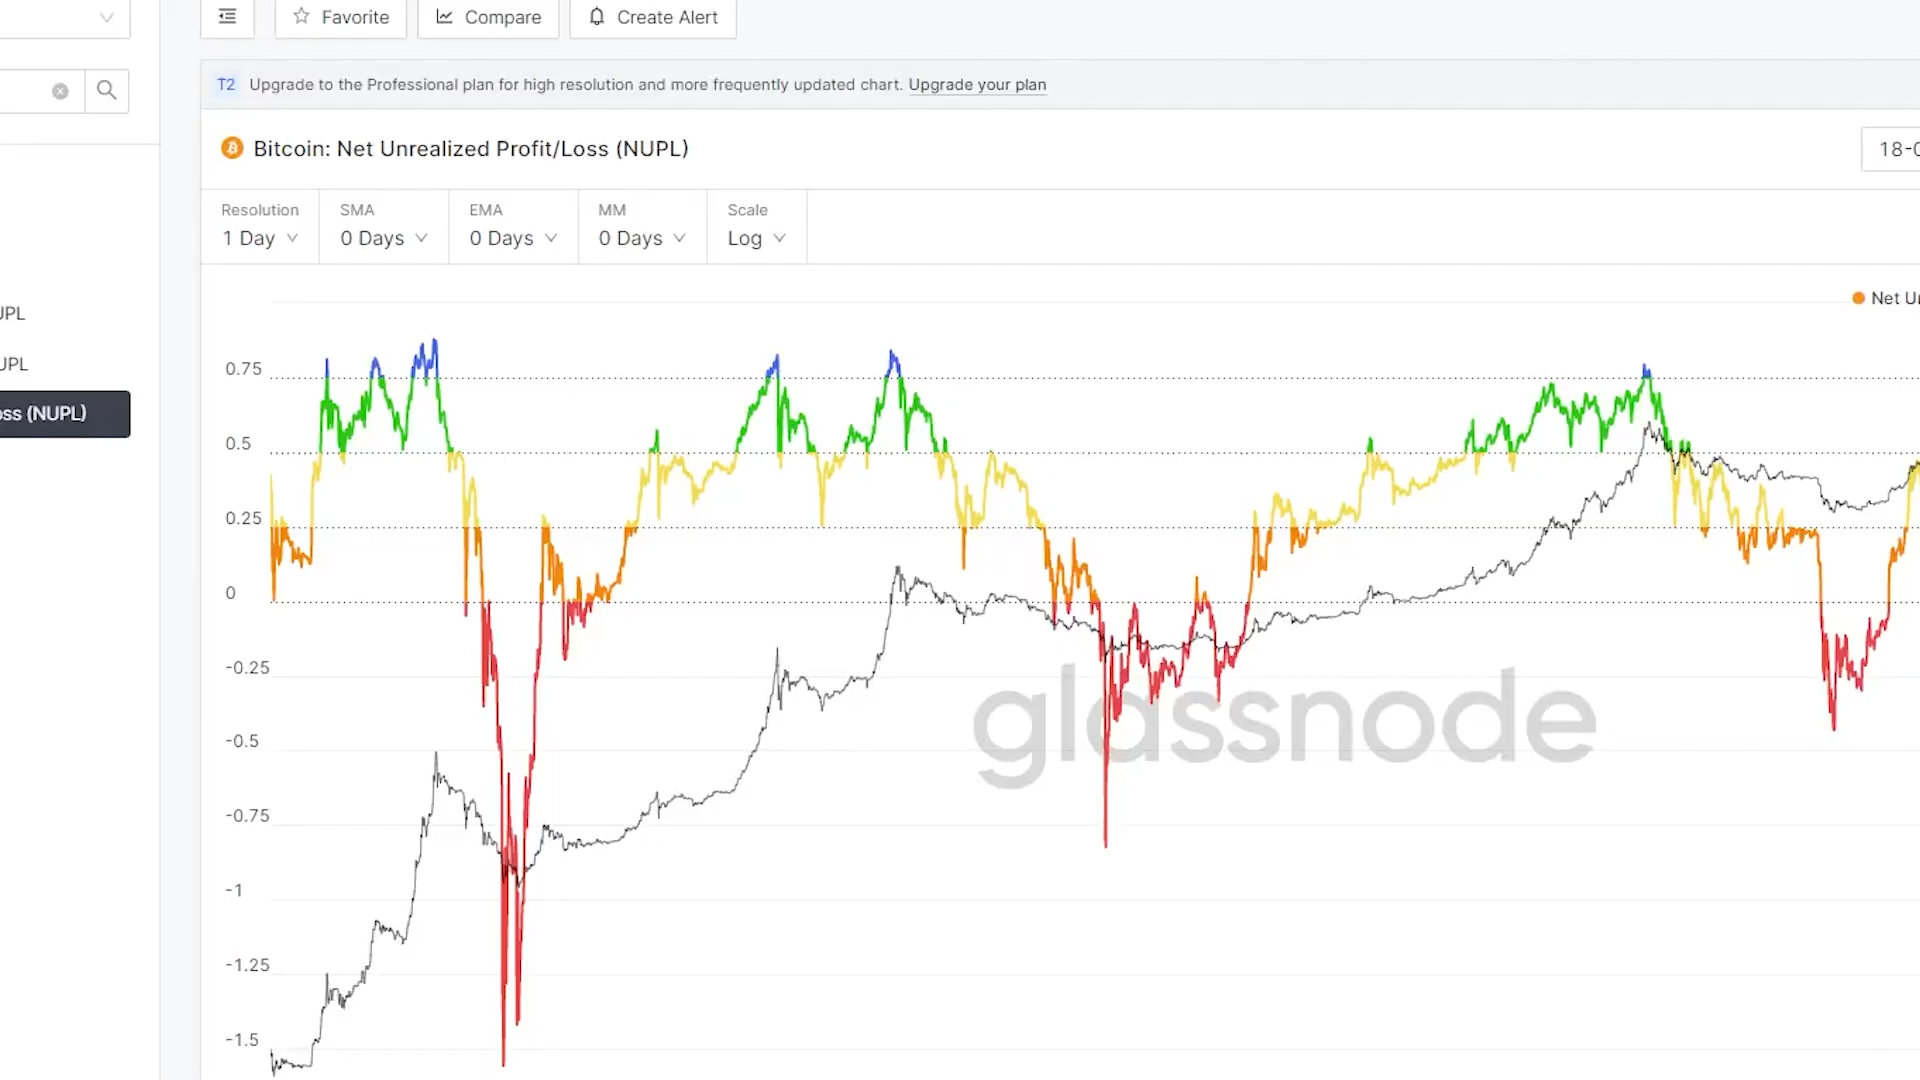 Favorite
Compare
Create Alert
T2 Upgrade to the Professional plan for high resolution and more frequently updated chart. Upgrade your plan
Bitcoin: Net Unrealized Profit/Loss (NUPL)
18-0
Resolution
1 Day
SMA
0 Days
EMA
0 Days
MM
0 Days
Scale
Log
UPL
UPL
oss (NUPL)
Net Un
0.75
0.5
0.25
0
-0.25
-0.5
-0.75
-1
-1.25
-1.5
glassnode